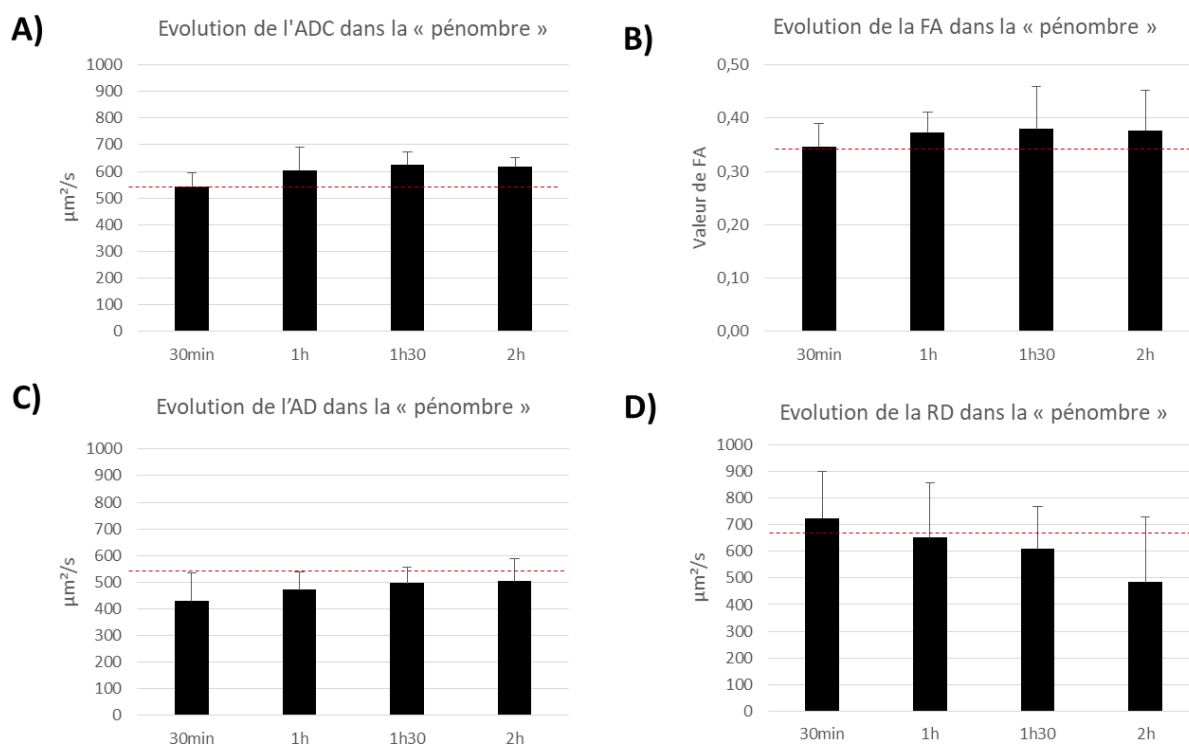 A)
Evolution de l'ADC dans la « pénombre »
1000
900
800
700
600
500
400
300
200
100
0
µm²/s
30min 1h 1h30 2h
B)
Evolution de la FA dans la « pénombre »
0,50
0,40
0,30
0,20
0,10
0,00
Valeur de FA
30min 1h 1h30 2h
C)
Evolution de l’AD dans la « pénombre »
1000
900
800
700
600
500
400
300
200
100
0
µm²/s
30min 1h 1h30 2h
D)
Evolution de la RD dans la « pénombre »
1000
900
800
700
600
500
400
300
200
100
0
µm²/s
30min 1h 1h30 2h